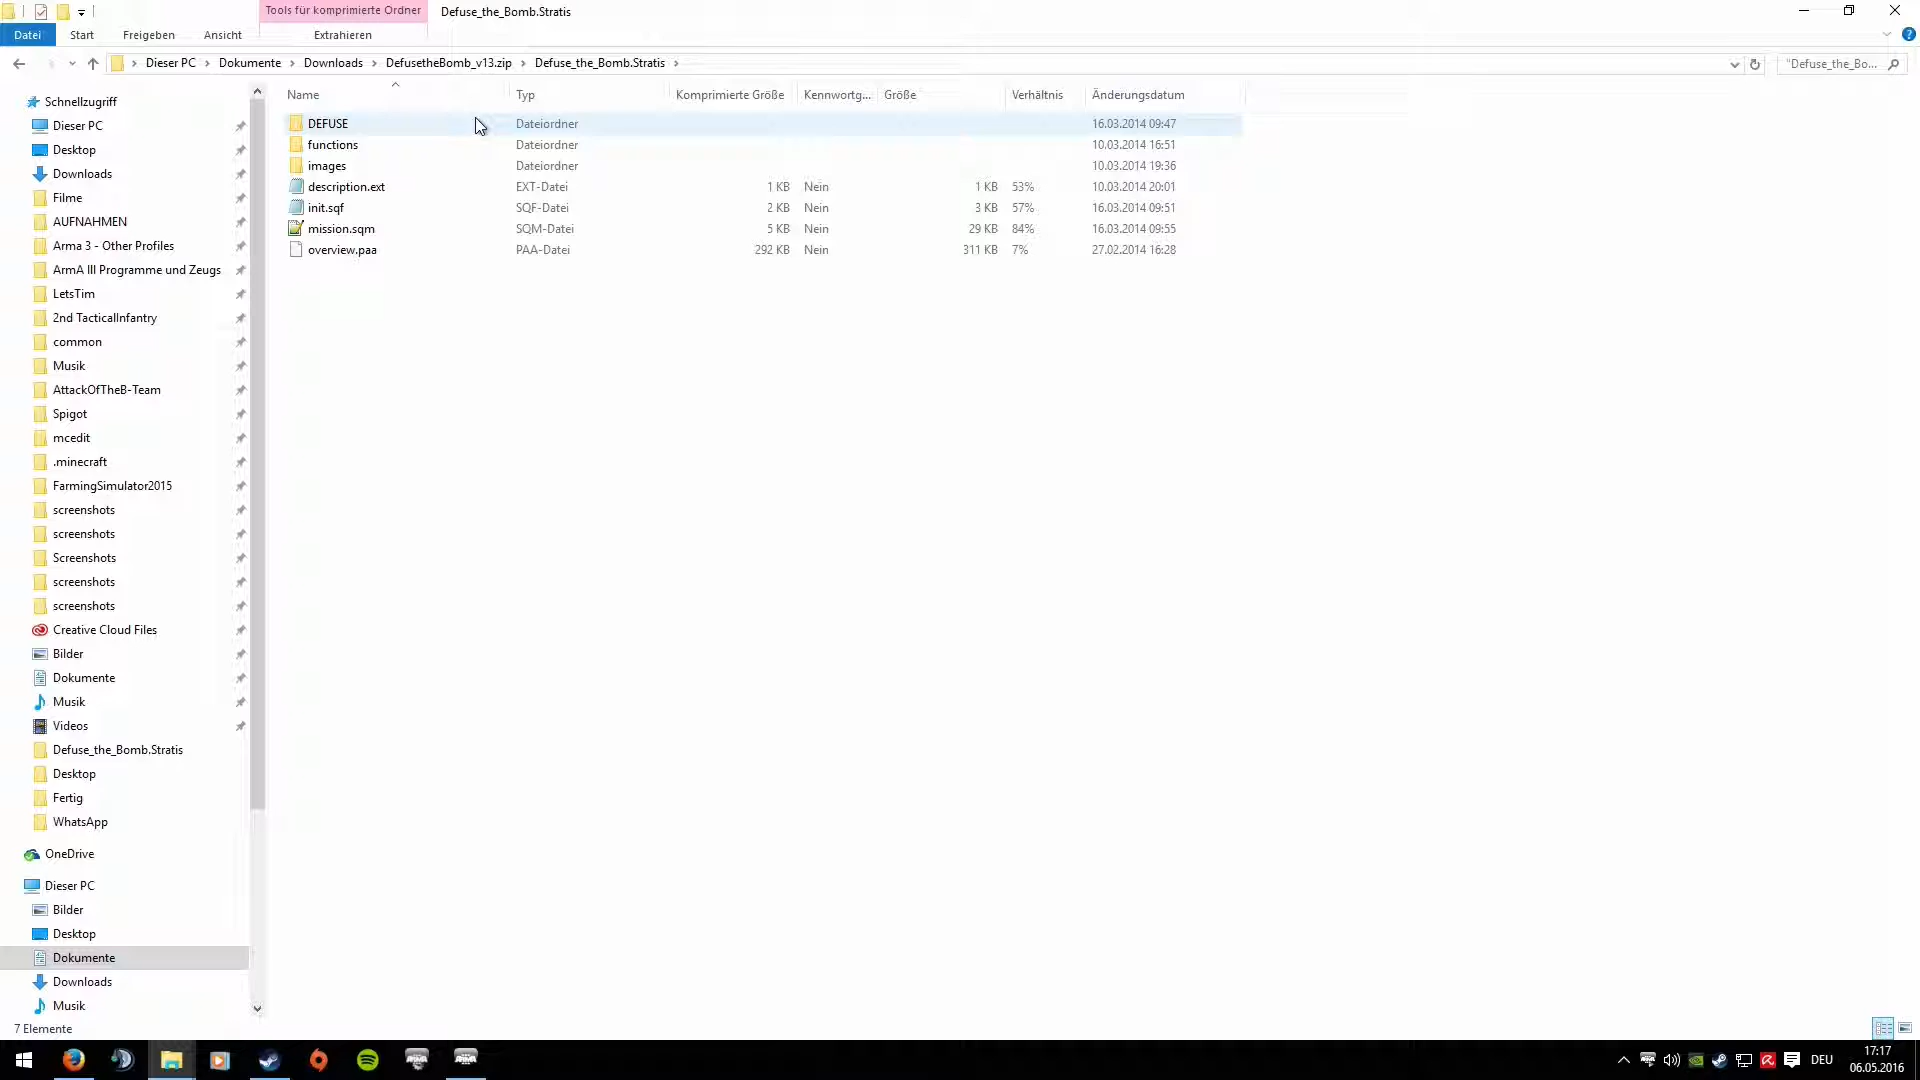 Tools für komprimierte Ordner Defuse_the_Bomb.Stratis
Datei Start Freigeben Ansicht Extrahieren
Dieser PC Dokumente Downloads DefusetheBomb_v13.zip Defuse_the_Bomb.Stratis "Defuse_the_Bo...
Name Typ Komprimierte Größe Kennwortg... Größe Verhältnis Änderungsdatum
DEFUSE Dateiordner 16.03.2014 09:47
functions Dateiordner 10.03.2014 16:51
images Dateiordner 10.03.2014 19:36
description.ext EXT-Datei 1 KB Nein 1 KB 53% 10.03.2014 20:01
init.sqf SQF-Datei 2 KB Nein 3 KB 57% 16.03.2014 09:51
mission.sqm SQM-Datei 5 KB Nein 29 KB 84% 16.03.2014 09:55
overview.paa PAA-Datei 292 KB Nein 311 KB 7% 27.02.2014 16:28
Schnellzugriff
Dieser PC
Desktop
Downloads
Filme
AUFNAHMEN
Arma 3 - Other Profiles
ArmA III Programme und Zeugs
LetsTim
2nd TacticalInfantry
common
Musik
AttackOfTheB-Team
Spigot
mcedit
.minecraft
FarmingSimulator2015
screenshots
screenshots
Screenshots
screenshots
screenshots
Creative Cloud Files
Bilder
Dokumente
Musik
Videos
Defuse_the_Bomb.Stratis
Desktop
Fertig
WhatsApp
OneDrive
Dieser PC
Bilder
Desktop
Dokumente
Downloads
Musik
7 Elemente
DEU
17:17
06.05.2016